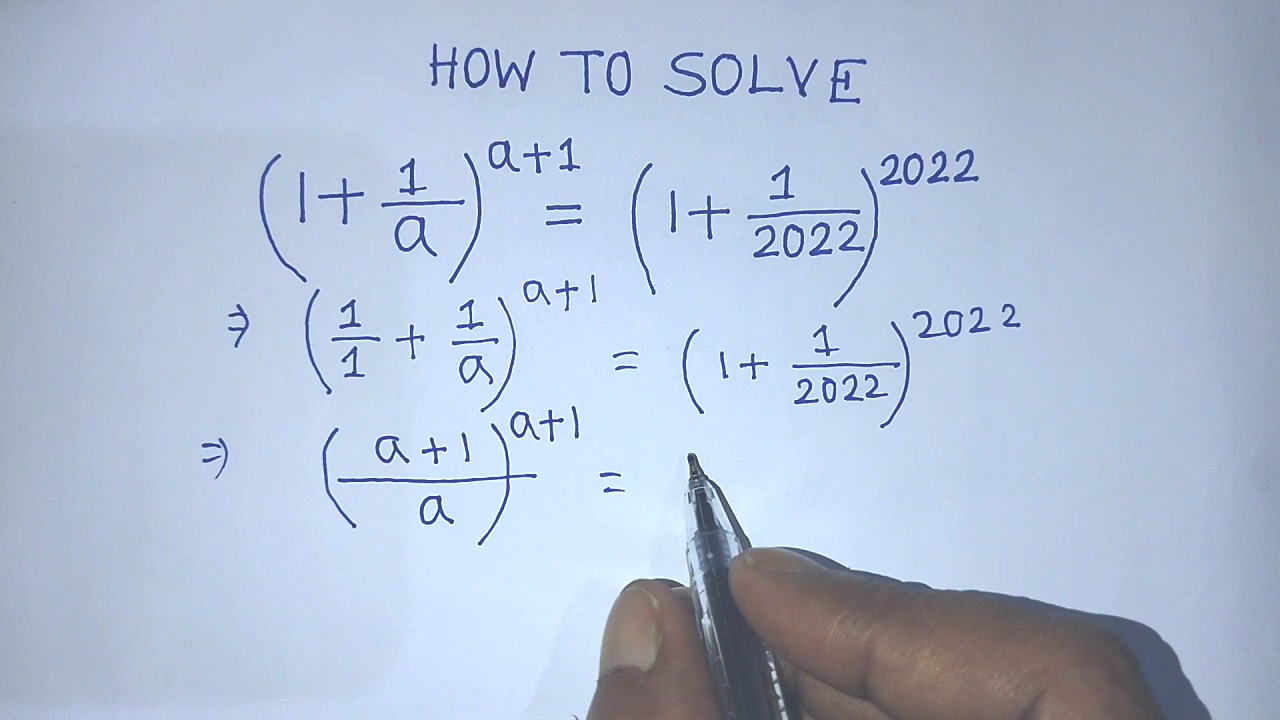 HOW TO SOLVE
(1 + 1/a)^(a+1) = (1 + 1/2022)^2022
⇒ (1/1 + 1/a)^(a+1) = (1 + 1/2022)^2022
⇒ ((a+1)/a)^(a+1) =